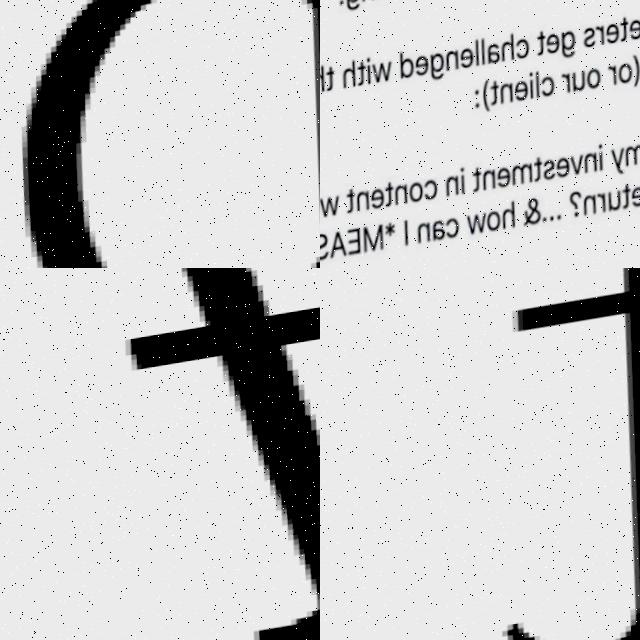 eters get challenged with
(or our client):
my investment in content w
eturn? ...& how can I *MEAS